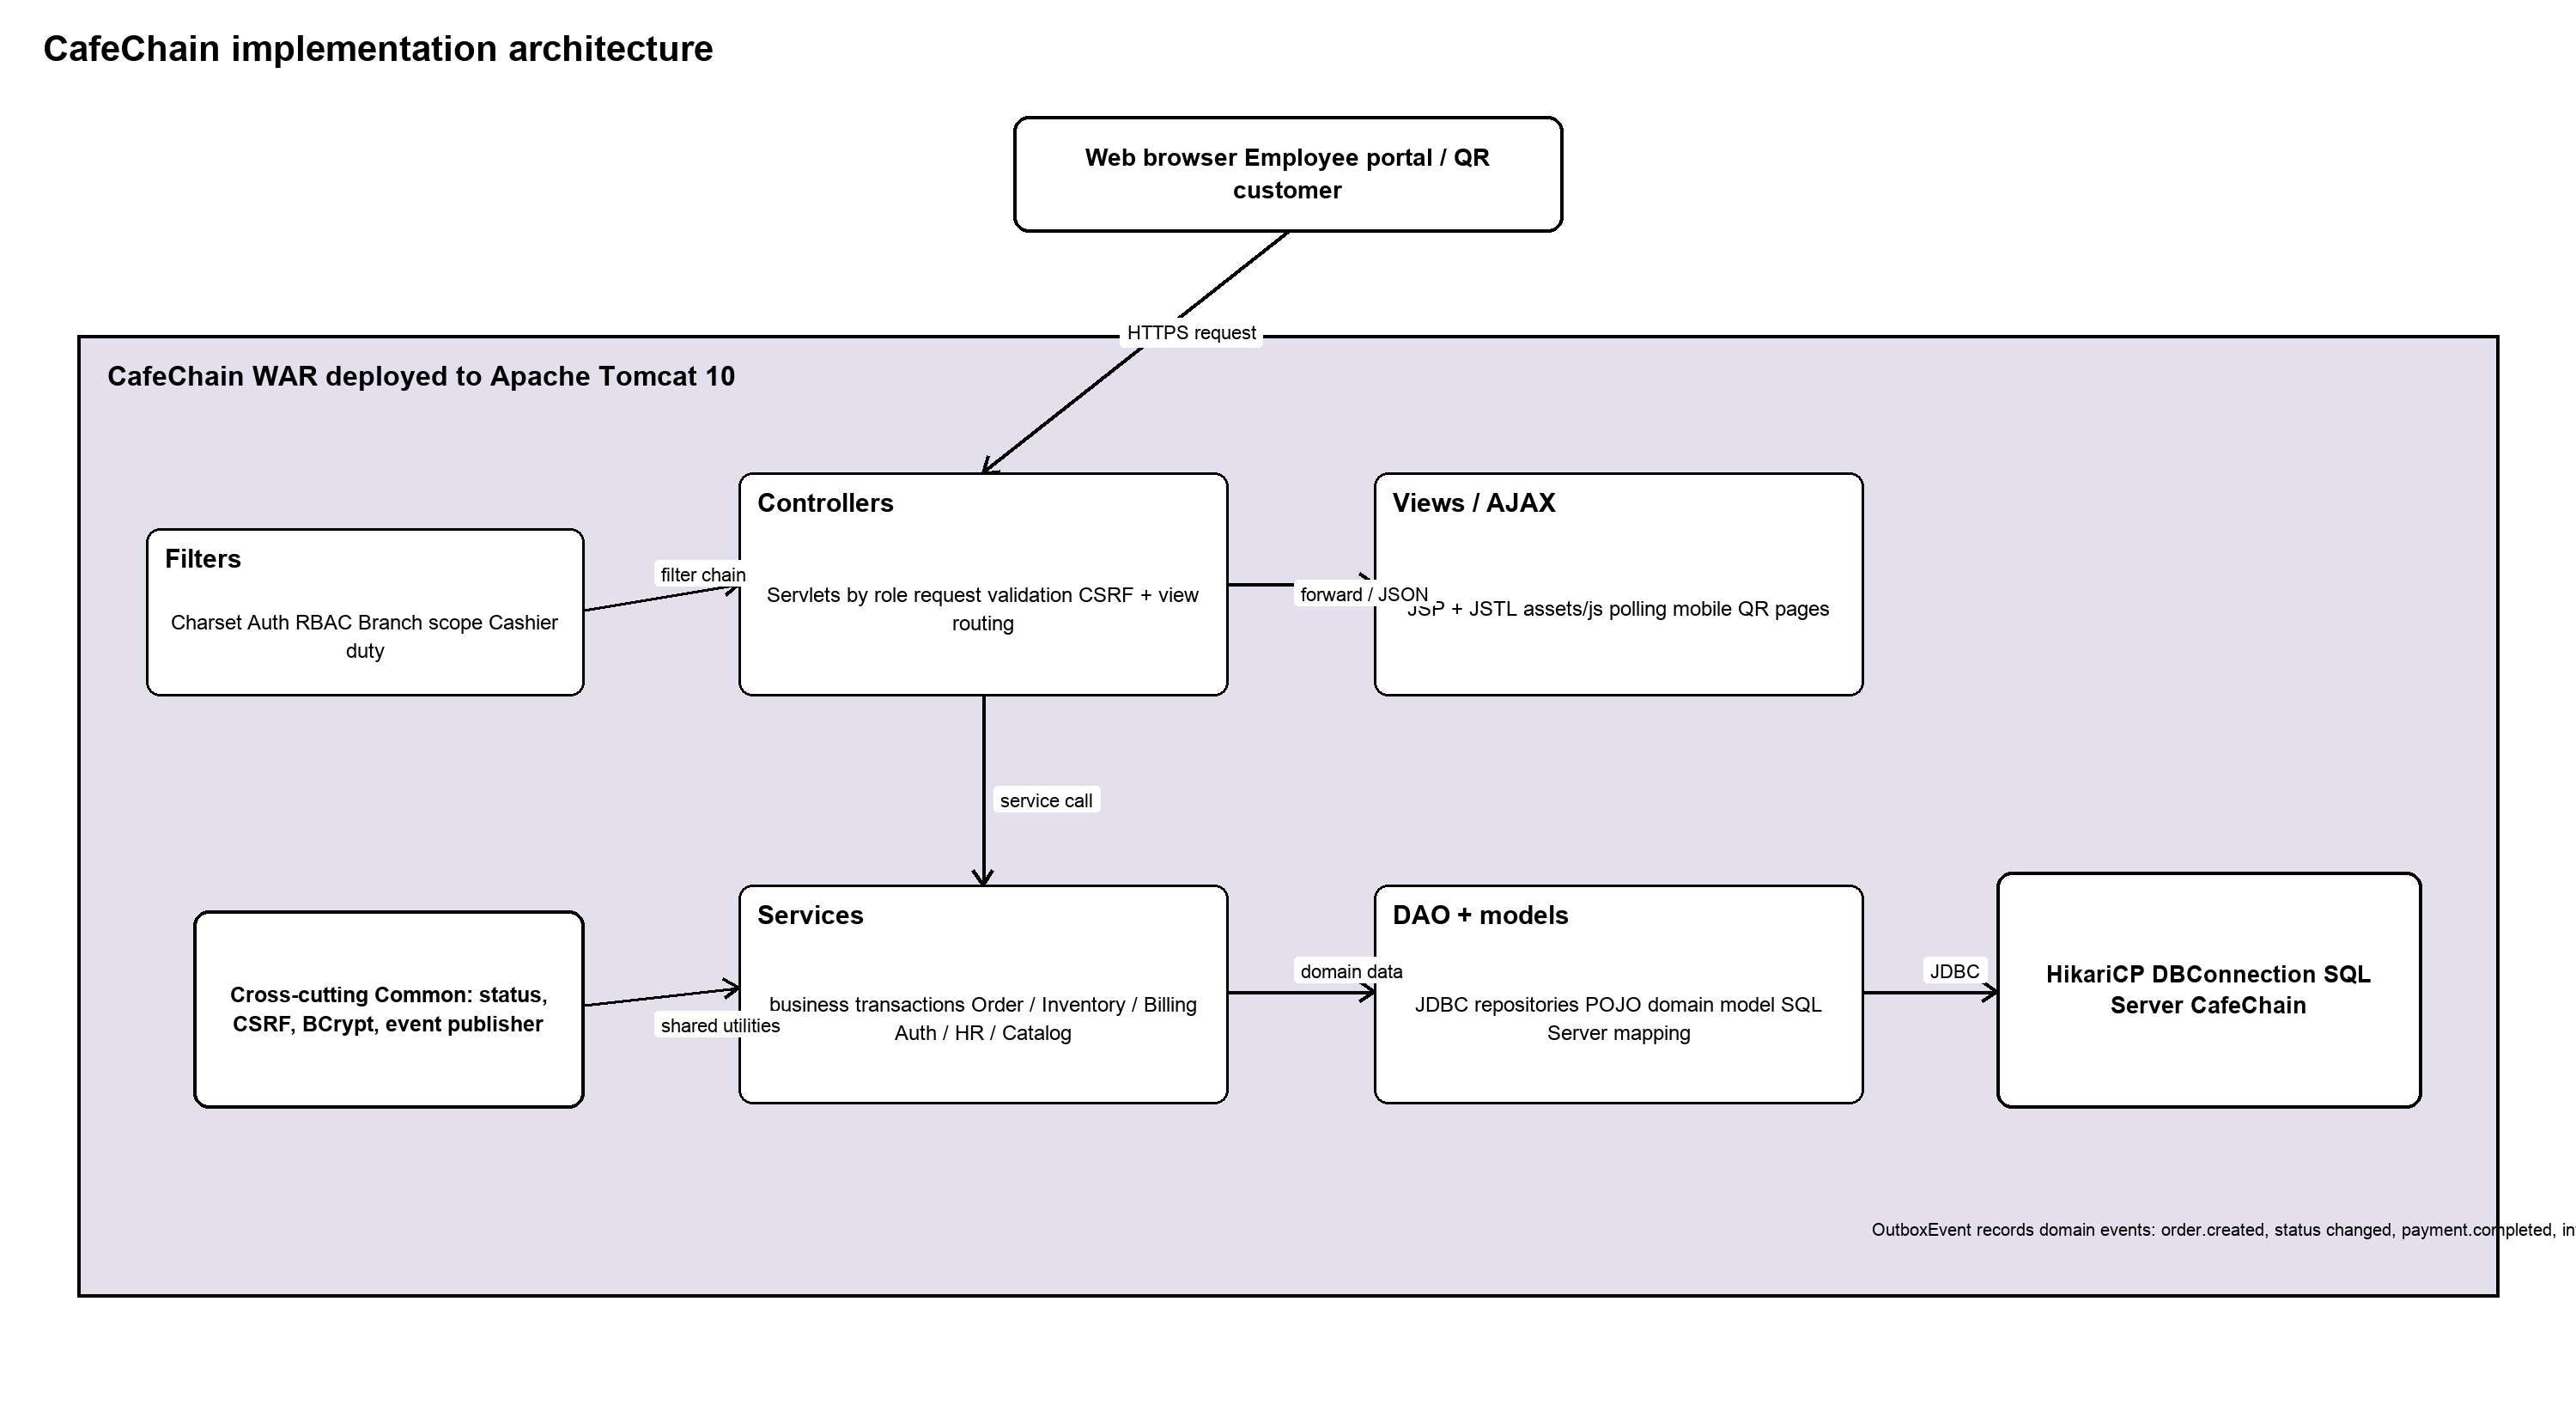 CafeChain implementation architecture
Web browser Employee portal / QR
customer
HTTPS request
CafeChain WAR deployed to Apache Tomcat 10
Filters
Charset Auth RBAC Branch scope Cashier
duty
filter chain
Controllers
Servlets by role request validation CSRF + view
routing
forward / JSON
Views / AJAX
JSP + JSTL assets/js polling mobile QR pages
service call
Cross-cutting Common: status,
CSRF, BCrypt, event publisher
shared utilities
Services
business transactions Order / Inventory / Billing
Auth / HR / Catalog
domain data
DAO + models
JDBC repositories POJO domain model SQL
Server mapping
JDBC
HikariCP DBConnection SQL
Server CafeChain
OutboxEvent records domain events: order.created, status changed, payment.completed,